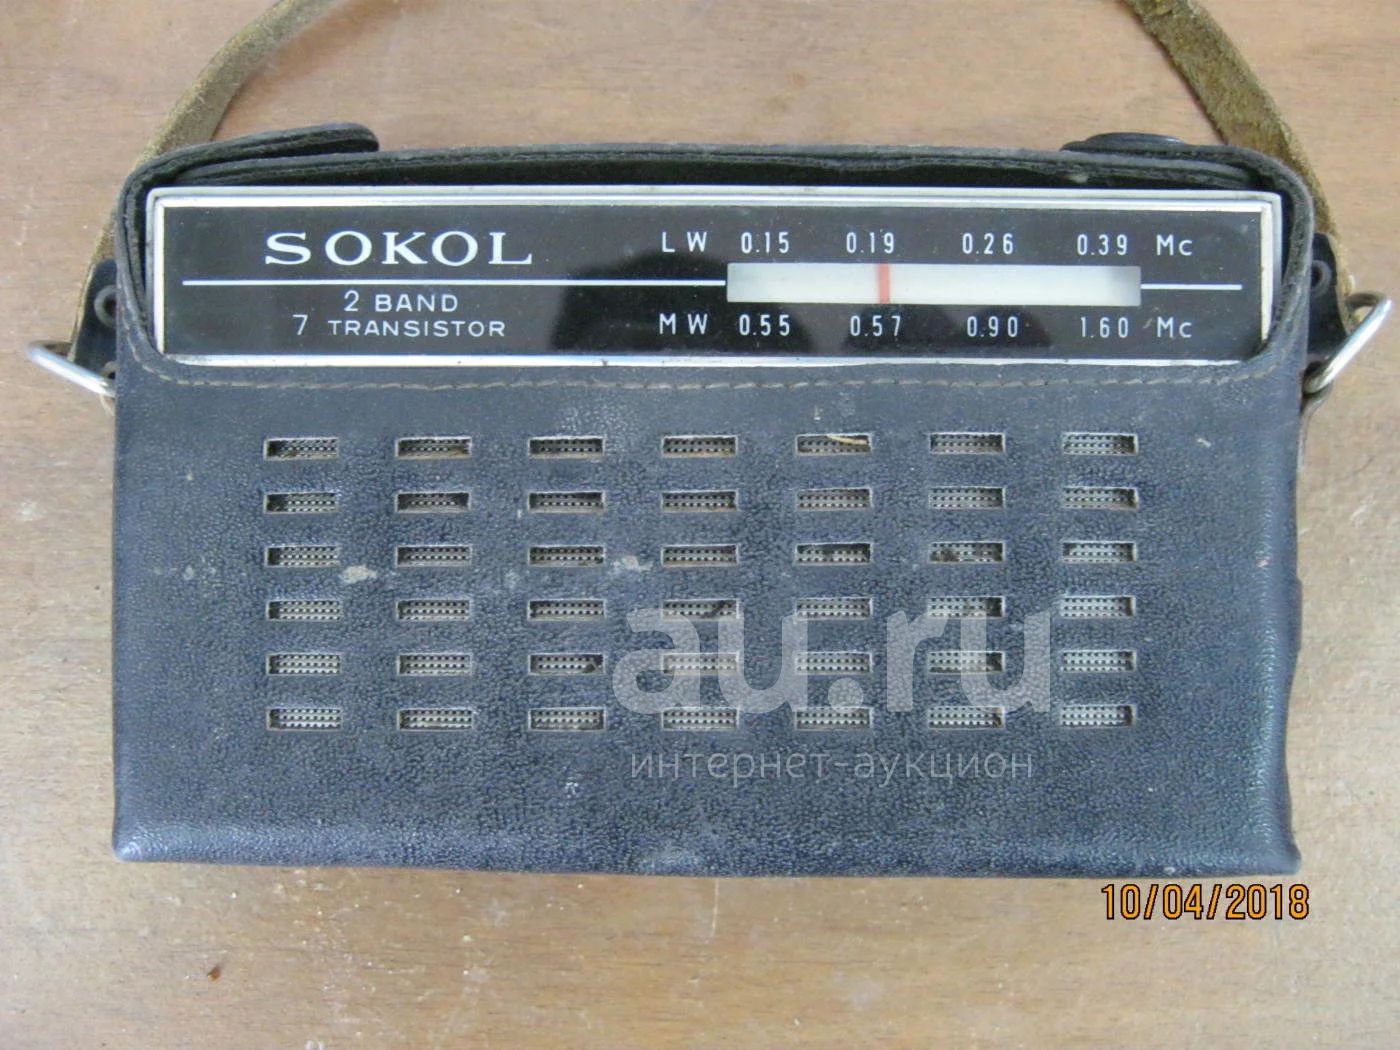 SOKOL
2 BAND
7 TRANSISTOR
LW 0.15 0.19 0.26 0.39 Mc
MW 0.55 0.57 0.90 1.60 Mc
au.ru
интернет-аукцион
10/04/2018